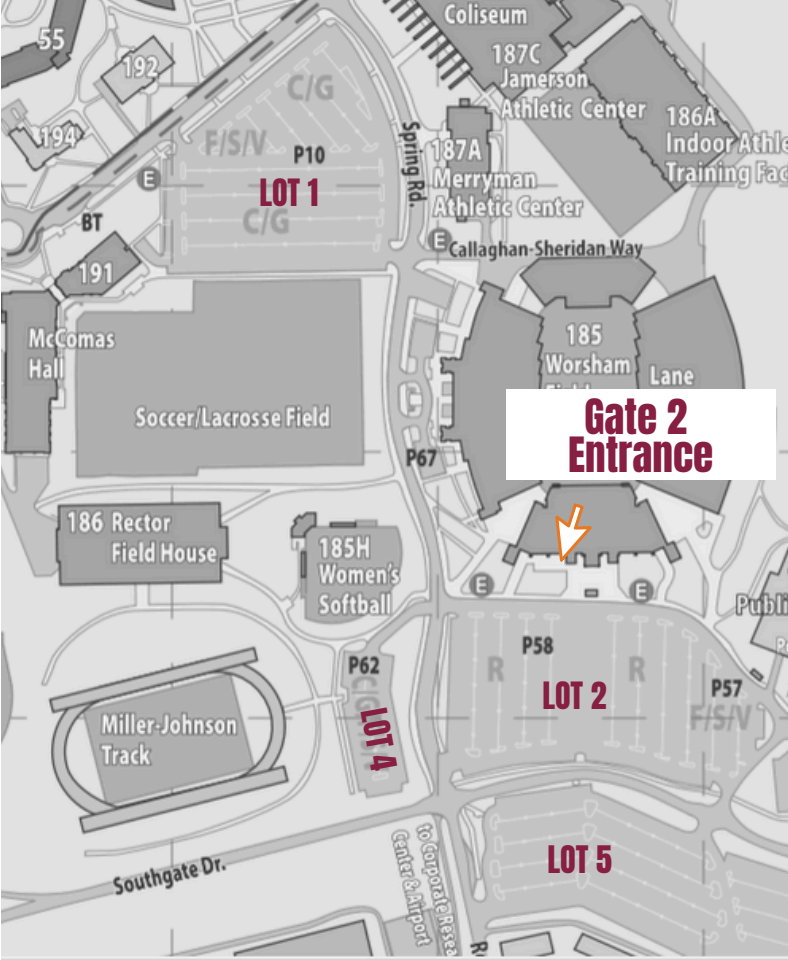 Coliseum
55
192
187C
Jamerson
Athletic Center
C/G
194
F/S/V
P10
Spring Rd.
187A
Merryman
Athletic Center
186A
Indoor Athle
Training Fac
E
LOT 1
C/G
BT
E
Callaghan-Sheridan Way
191
McComas
Hall
185
Worsham
Lane
Soccer/Lacrosse Field
Gate 2
Entrance
P67
186 Rector
Field House
185H
Women's
Softball
E
E
Publi
P62
P58
R
R
LOT 2
P57
F/S/V
LOT 4
Miller-Johnson
Track
LOT 5
Southgate Dr.
to Corporate Resea
Center & Airport